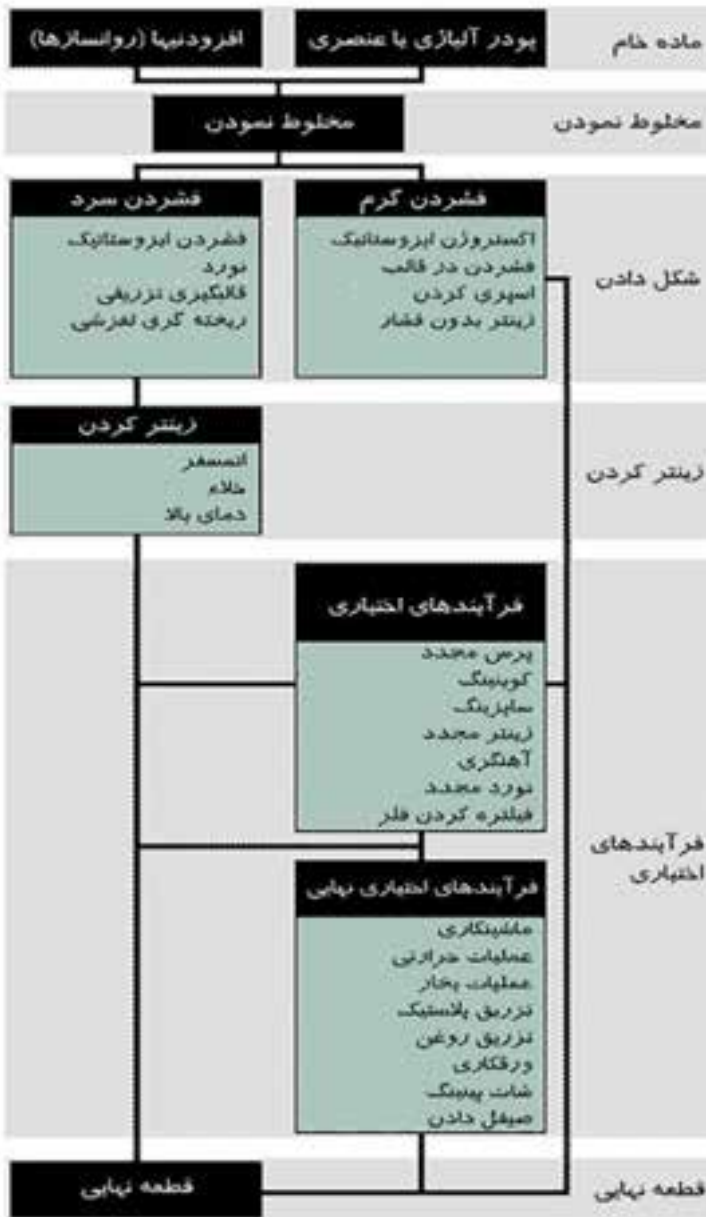 ماده خام
پودر آلیاژی یا عنصری
افزودنیها (روانسازها)
مخلوط نمودن
مخلوط نمودن
شکل دادن
فشردن گرم
اکستروژن ایزوستاتیک
فشردن در قالب
اسپری کردن
زینتر بدون فشار
فشردن سرد
فشردن ایزوستاتیک
نورد
قالبگیری تزریقی
ریخته گری لغزشی
زینتر کردن
زینتر کردن
اتمسفر
خلاء
دمای بالا
فرآیندهای
اختیاری
فرآیندهای اختیاری
پرس مجدد
کوینینگ
سایزینگ
زینتر مجدد
آهنگری
نورد مجدد
فیلتره کردن فلز
فرآیندهای اختیاری نهایی
ماشینکاری
عملیات حرارتی
عملیات بخار
تزریق پلاستیک
تزریق روغن
ورقکاری
شات پینینگ
صیقل دادن
قطعه نهایی
قطعه نهایی